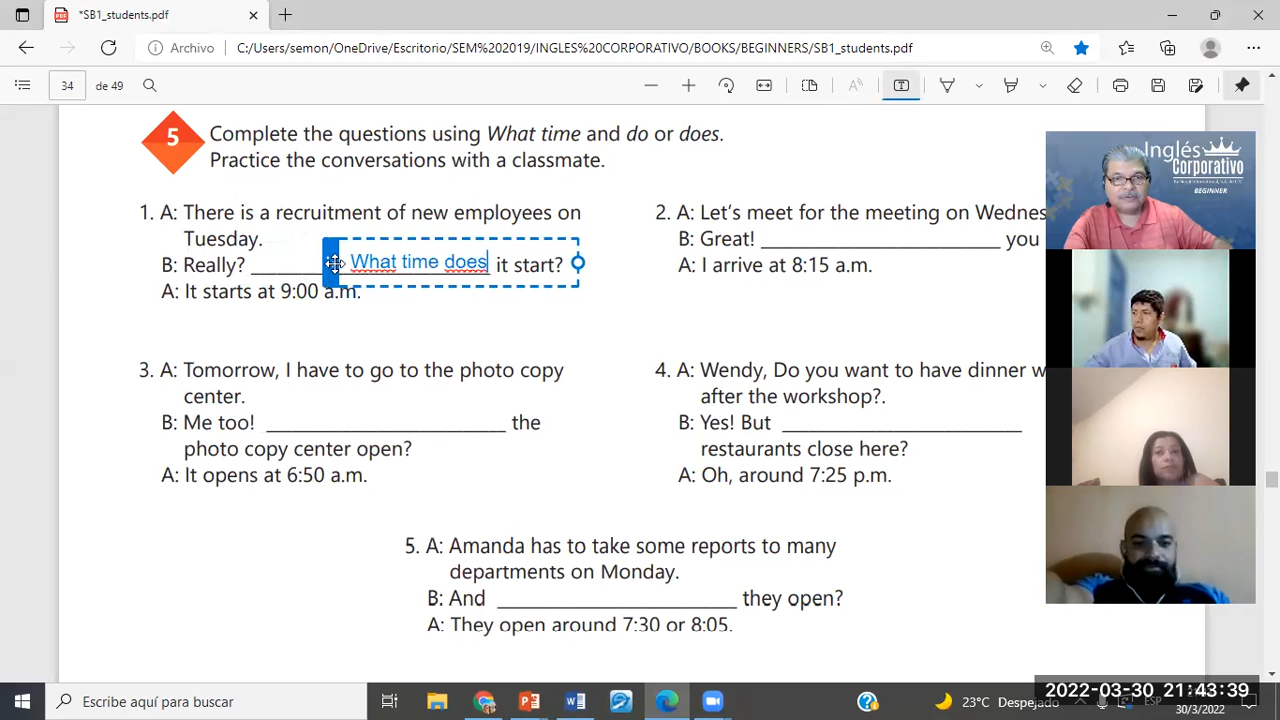 *SB1_students.pdf
Archivo C:/Users/semon/OneDrive/Escritorio/SEM%202019/INGLES%20CORPORATIVO/BOOKS/BEGINNERS/SB1_students.pdf
34 de 49
5 Complete the questions using What time and do or does.
Practice the conversations with a classmate.
1. A: There is a recruitment of new employees on
Tuesday.
B: Really? ____ What time does it start?
A: It starts at 9:00 a.m.
2. A: Let's meet for the meeting on Wednes
B: Great! ____ you
A: I arrive at 8:15 a.m.
3. A: Tomorrow, I have to go to the photo copy
center.
B: Me too! ____ the
photo copy center open?
A: It opens at 6:50 a.m.
4. A: Wendy, Do you want to have dinner w
after the workshop?.
B: Yes! But ____
restaurants close here?
A: Oh, around 7:25 p.m.
5. A: Amanda has to take some reports to many
departments on Monday.
B: And ____ they open?
A: They open around 7:30 or 8:05.
Inglés
Corporativo
BEGINNER
Escribe aquí para buscar
23°C Despejado
ESP
2022-03-30 21:43:39
30/3/2022